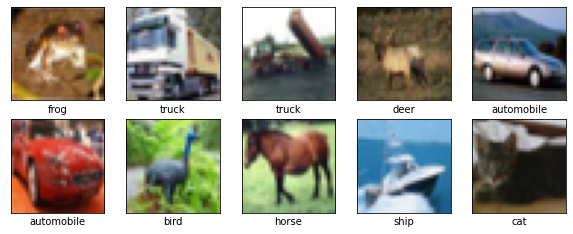 frog truck truck deer automobile
automobile bird horse ship cat